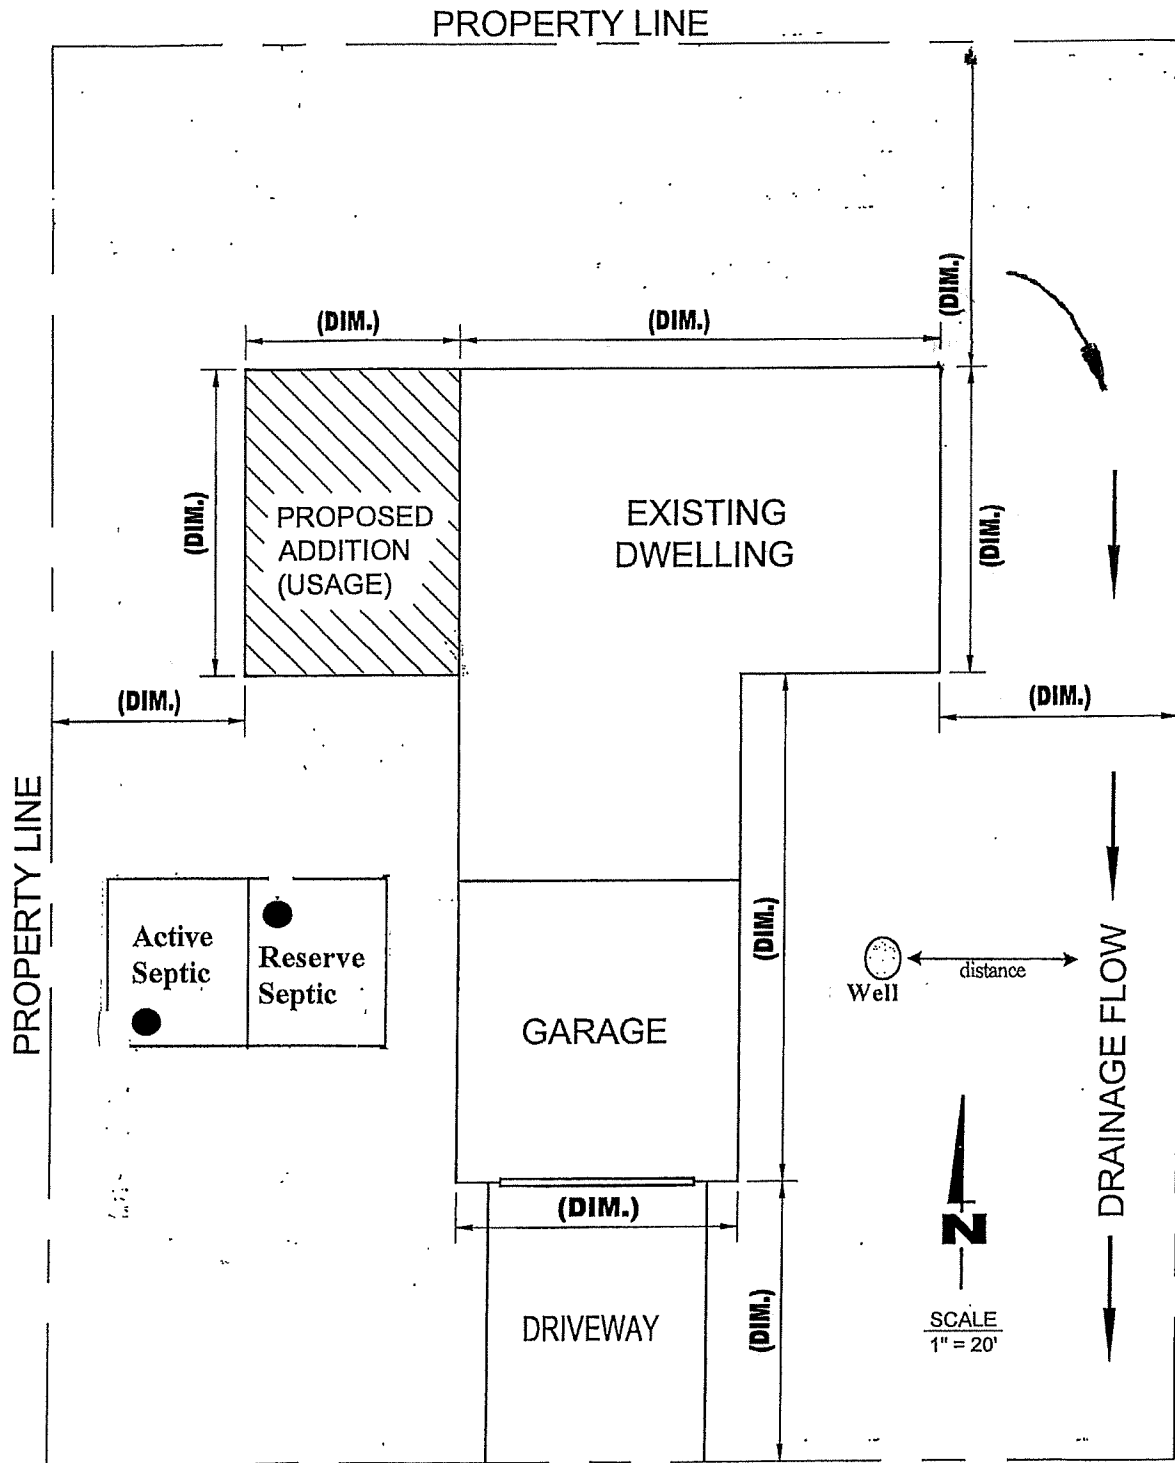 PROPERTY LINE
(DIM.)
(DIM.)
(DIM.)
(DIM.)
PROPOSED
ADDITION
(USAGE)
EXISTING
DWELLING
(DIM.)
(DIM.)
(DIM.)
PROPERTY LINE
Active
Septic
Reserve
Septic
GARAGE
(DIM.)
Well
distance
DRAINAGE FLOW
(DIM.)
N
DRIVEWAY
(DIM.)
SCALE
1" = 20'